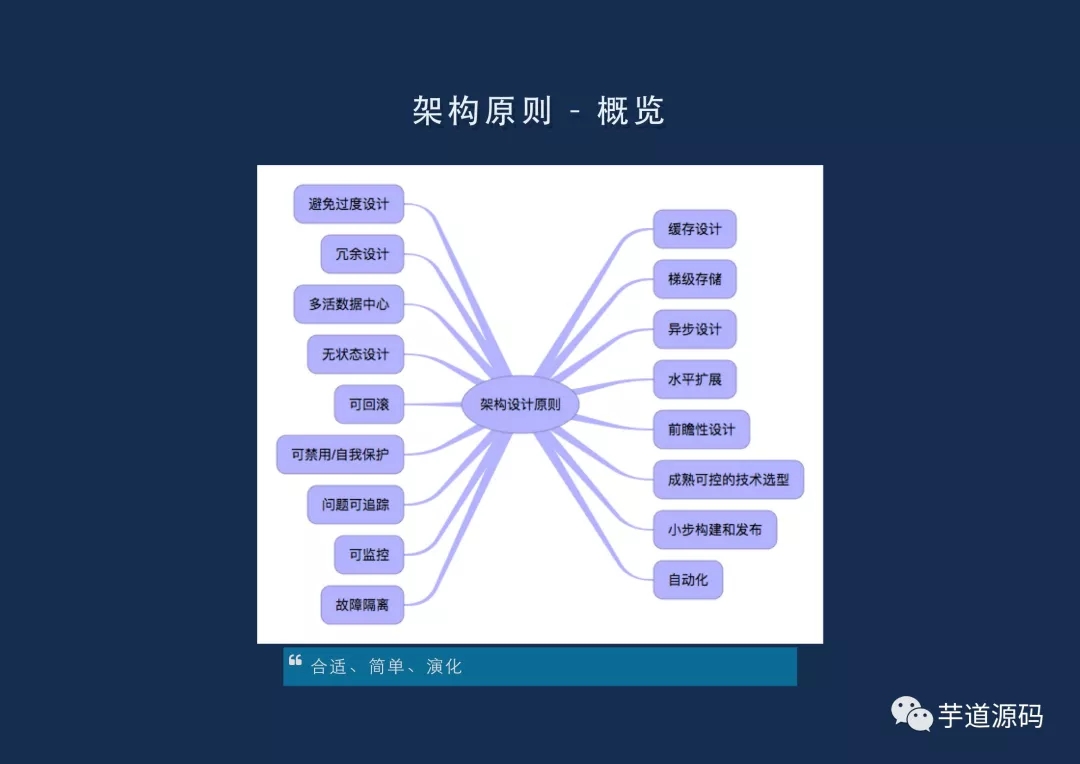 架构原则 - 概览
避免过度设计
冗余设计
多活数据中心
无状态设计
可回滚
可禁用/自我保护
问题可追踪
可监控
故障隔离
架构设计原则
缓存设计
梯级存储
异步设计
水平扩展
前瞻性设计
成熟可控的技术选型
小步构建和发布
自动化
“ 合适、简单、演化
芋道源码